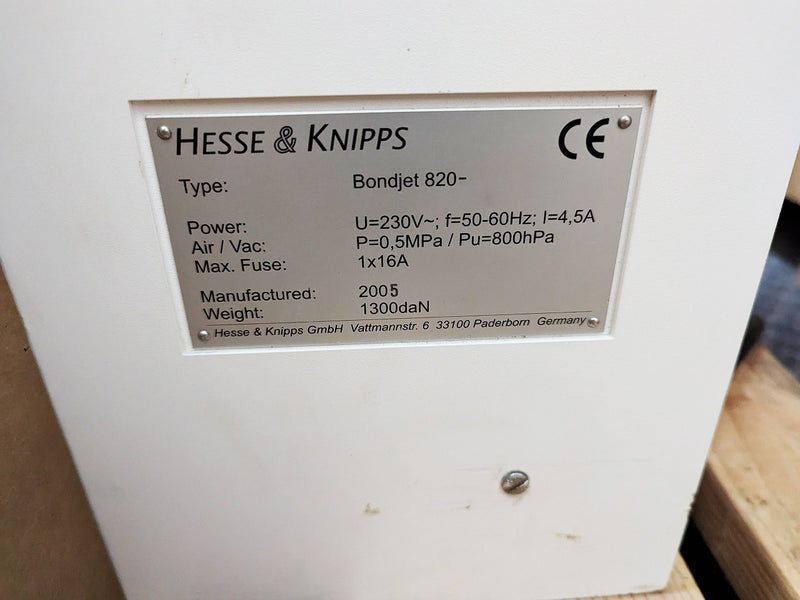 HESSE & KNIPPS CE
Type: Bondjet 820-
Power: U=230V~; f=50-60Hz; I=4,5A
Air / Vac: P=0,5MPa / Pu=800hPa
Max. Fuse: 1x16A
Manufactured: 2005
Weight: 1300daN
Hesse & Knipps GmbH Vattmannstr. 6 33100 Paderborn Germany